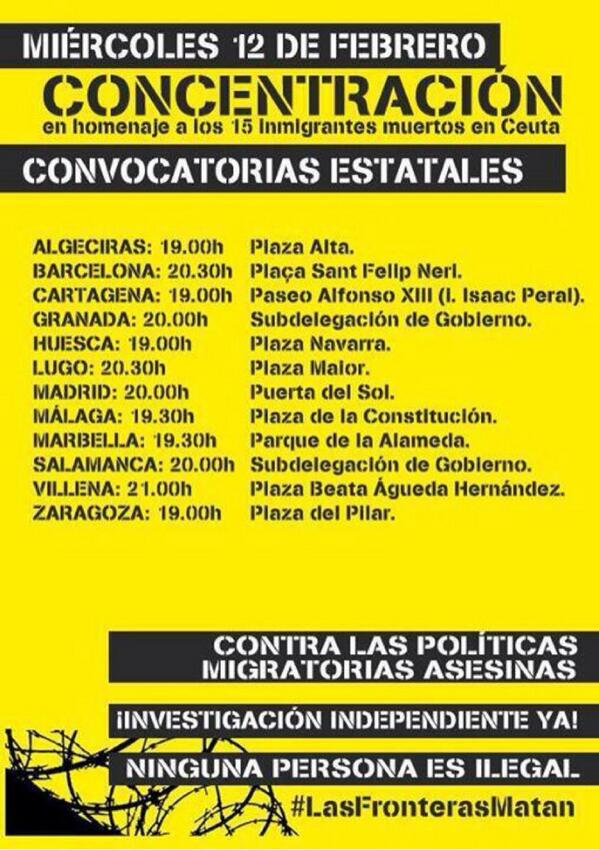 MIÉRCOLES 12 DE FEBRERO
CONCENTRACIÓN
en homenaje a los 15 inmigrantes muertos en Ceuta
CONVOCATORIAS ESTATALES
ALGECIRAS: 19.00h Plaza Alta.
BARCELONA: 20.30h Plaça Sant Felip Neri.
CARTAGENA: 19.00h Paseo Alfonso XIII (I. Isaac Peral).
GRANADA: 20.00h Subdelegación de Gobierno.
HUESCA: 19.00h Plaza Navarra.
LUGO: 20.30h Plaza Maior.
MADRID: 20.00h Puerta del Sol.
MÁLAGA: 19.30h Plaza de la Constitución.
MARBELLA: 19.30h Parque de la Alameda.
SALAMANCA: 20.00h Subdelegación de Gobierno.
VILLENA: 21.00h Plaza Beata Águeda Hernández.
ZARAGOZA: 19.00h Plaza del Pilar.
CONTRA LAS POLÍTICAS
MIGRATORIAS ASESINAS
¡INVESTIGACIÓN INDEPENDIENTE YA!
NINGUNA PERSONA ES ILEGAL
#LasFronterasMatan